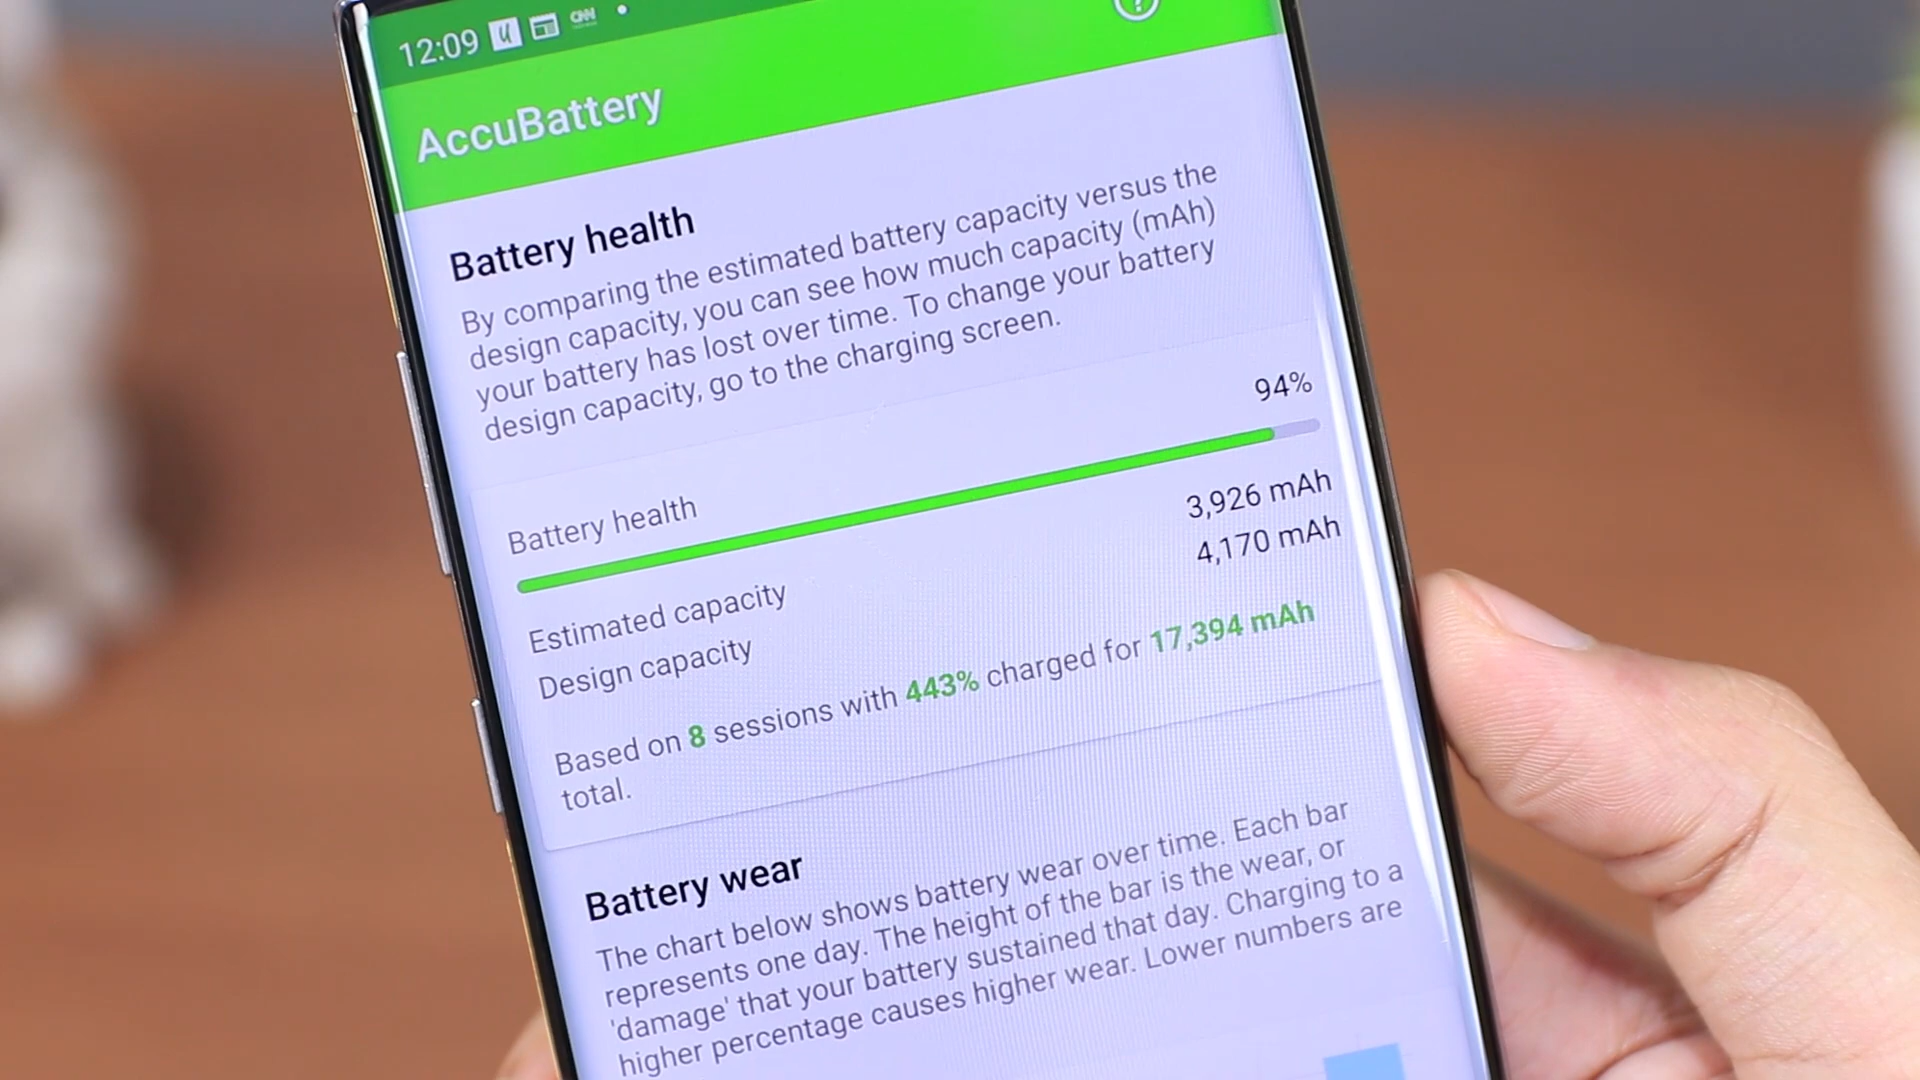 12:09 CNN
AccuBattery
Battery health
By comparing the estimated battery capacity versus the
design capacity, you can see how much capacity (mAh)
your battery has lost over time. To change your battery
design capacity, go to the charging screen.
Battery health 94%
Estimated capacity 3,926 mAh
Design capacity 4,170 mAh
Based on 8 sessions with 443% charged for 17,394 mAh
total.
Battery wear
The chart below shows battery wear over time. Each bar
represents one day. The height of the bar is the wear, or
'damage' that your battery sustained that day. Charging to a
higher percentage causes higher wear. Lower numbers are